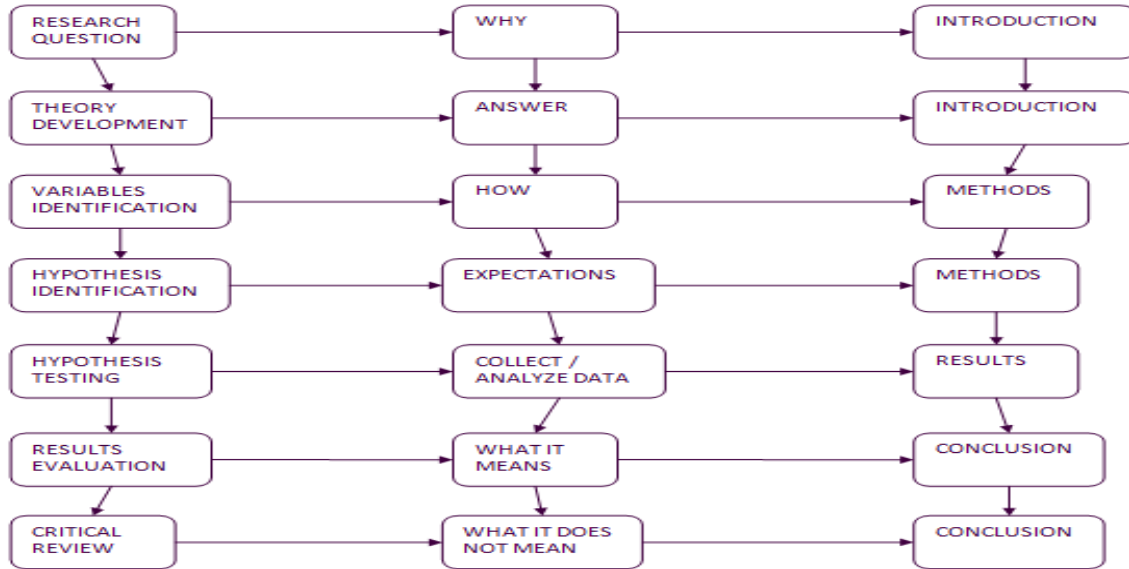 RESEARCH
QUESTION
WHY
INTRODUCTION
THEORY
DEVELOPMENT
ANSWER
INTRODUCTION
VARIABLES
IDENTIFICATION
HOW
METHODS
HYPOTHESIS
IDENTIFICATION
EXPECTATIONS
METHODS
HYPOTHESIS
TESTING
COLLECT /
ANALYZE DATA
RESULTS
RESULTS
EVALUATION
WHAT IT
MEANS
CONCLUSION
CRITICAL
REVIEW
WHAT IT DOES
NOT MEAN
CONCLUSION